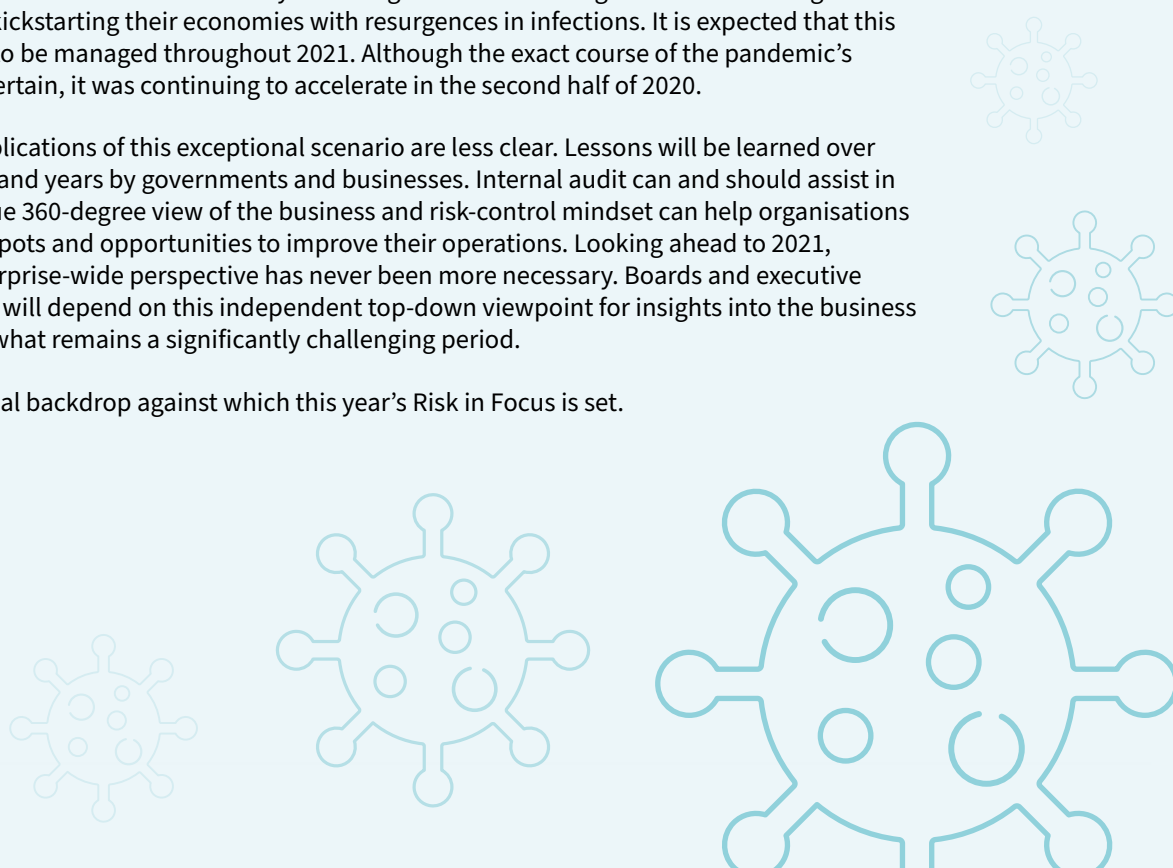 kickstarting their economies with resurgences in infections. It is expected that this
to be managed throughout 2021. Although the exact course of the pandemic’s
ertain, it was continuing to accelerate in the second half of 2020.
plications of this exceptional scenario are less clear. Lessons will be learned over
and years by governments and businesses. Internal audit can and should assist in
ue 360-degree view of the business and risk-control mindset can help organisations
pots and opportunities to improve their operations. Looking ahead to 2021,
erprise-wide perspective has never been more necessary. Boards and executive
will depend on this independent top-down viewpoint for insights into the business
what remains a significantly challenging period.
al backdrop against which this year’s Risk in Focus is set.